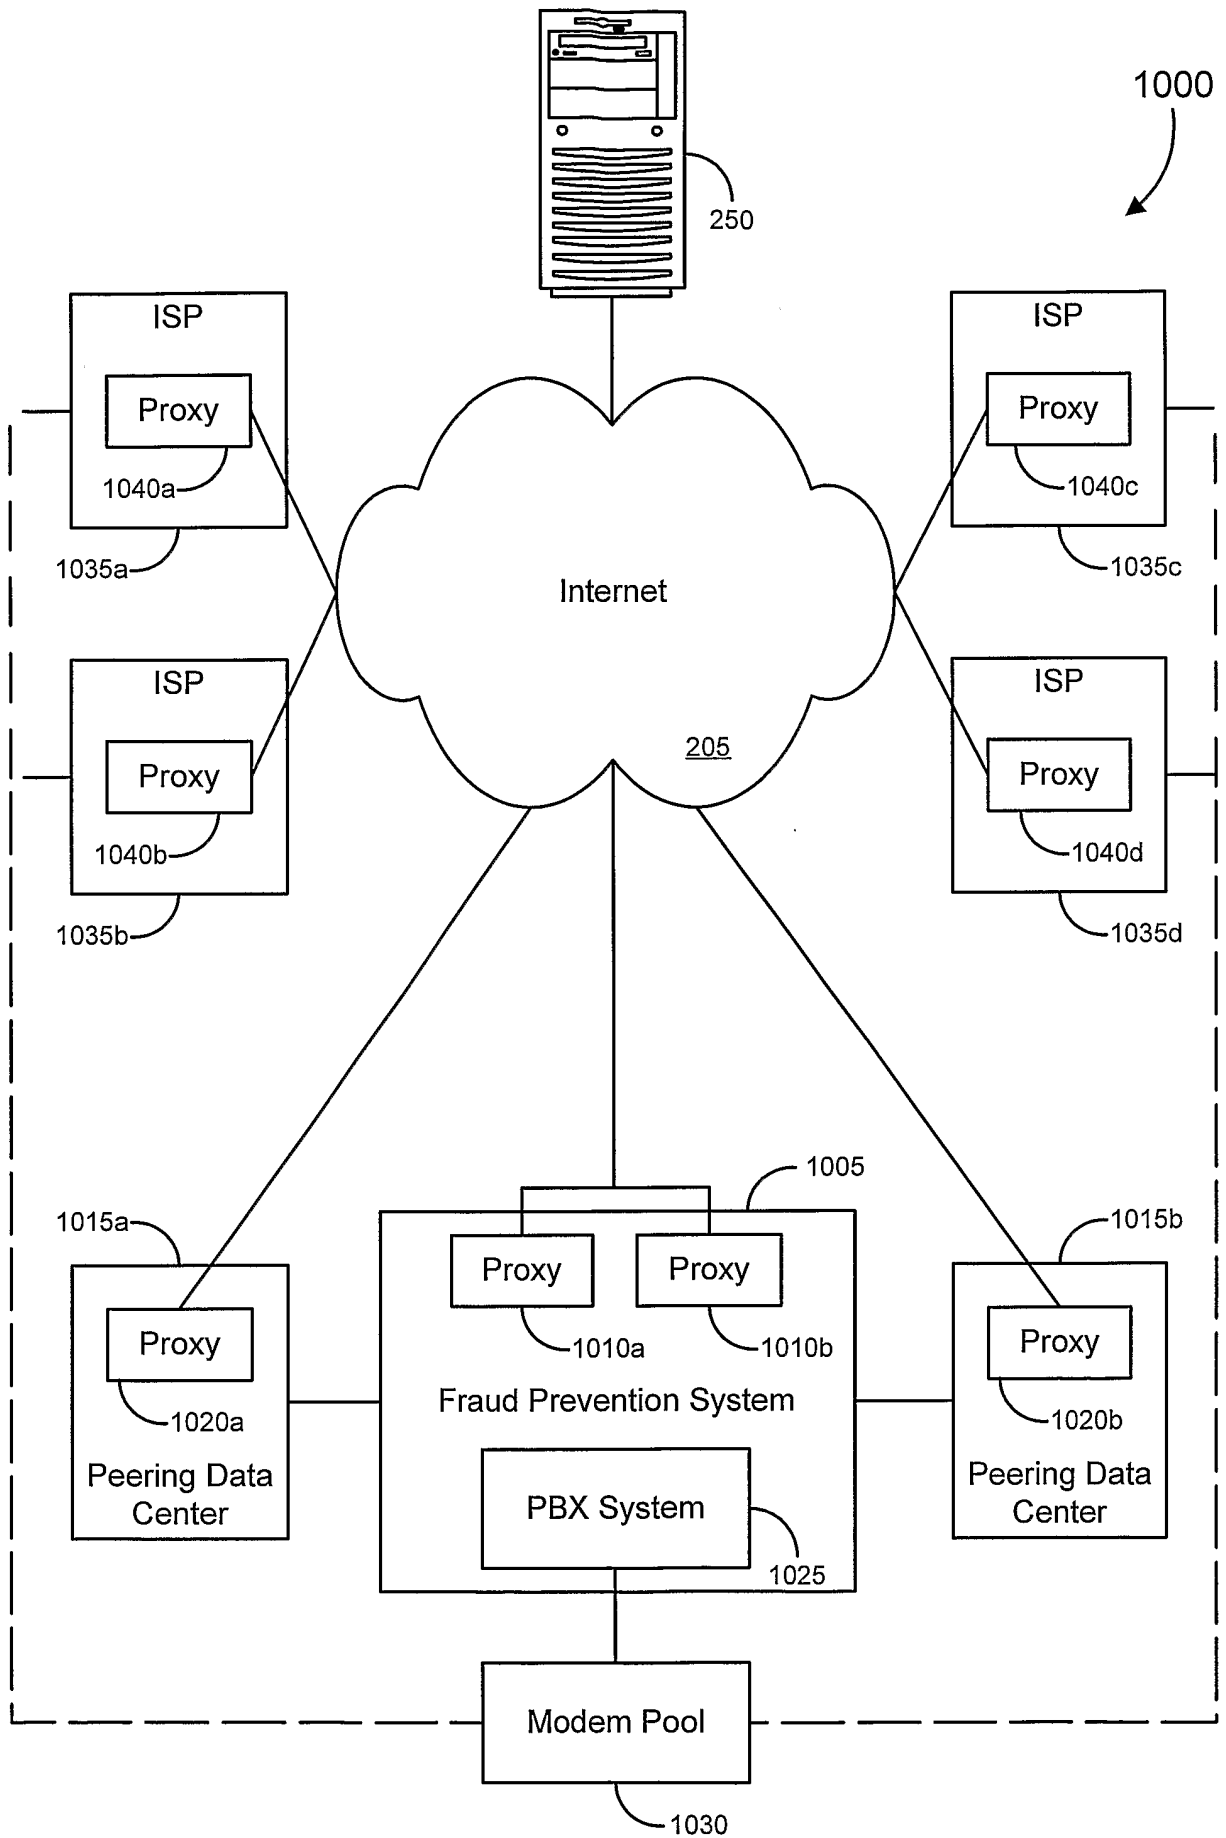 1000
250
ISP
Proxy
1040a
1035a
ISP
Proxy
1040c
1035c
Internet
205
ISP
Proxy
1040b
1035b
ISP
Proxy
1040d
1035d
1005
1015a
Proxy
1020a
Peering Data
Center
Proxy
1010a
Proxy
1010b
Fraud Prevention System
PBX System
1025
1015b
Proxy
1020b
Peering Data
Center
Modem Pool
1030